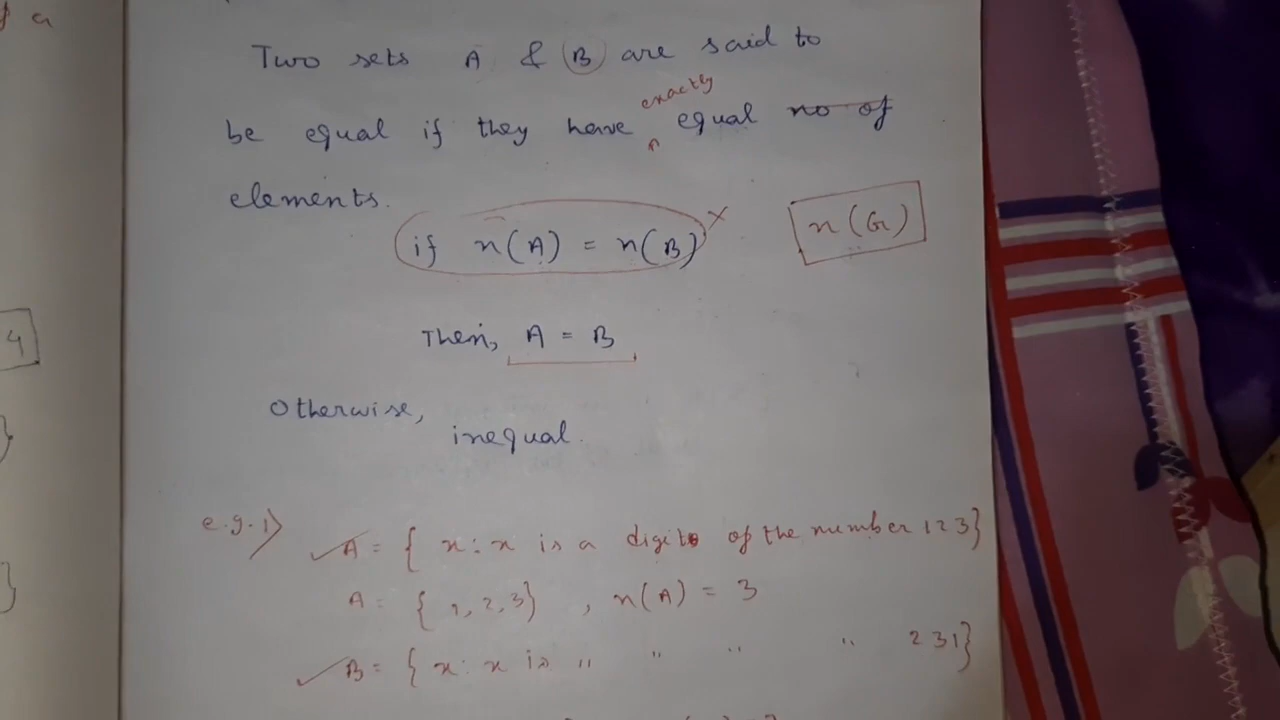 Two sets A & B are said to
exactly
be equal if they have equal no of
elements.
if n(A) = n(B) x
n(G)
Then, A = B
4
Otherwise,
inequal.
e.g. 1) A = { x : x is a digit of the number 123}
A = { 1, 2, 3} , n(A) = 3
B = { x : x is " " " " 231}